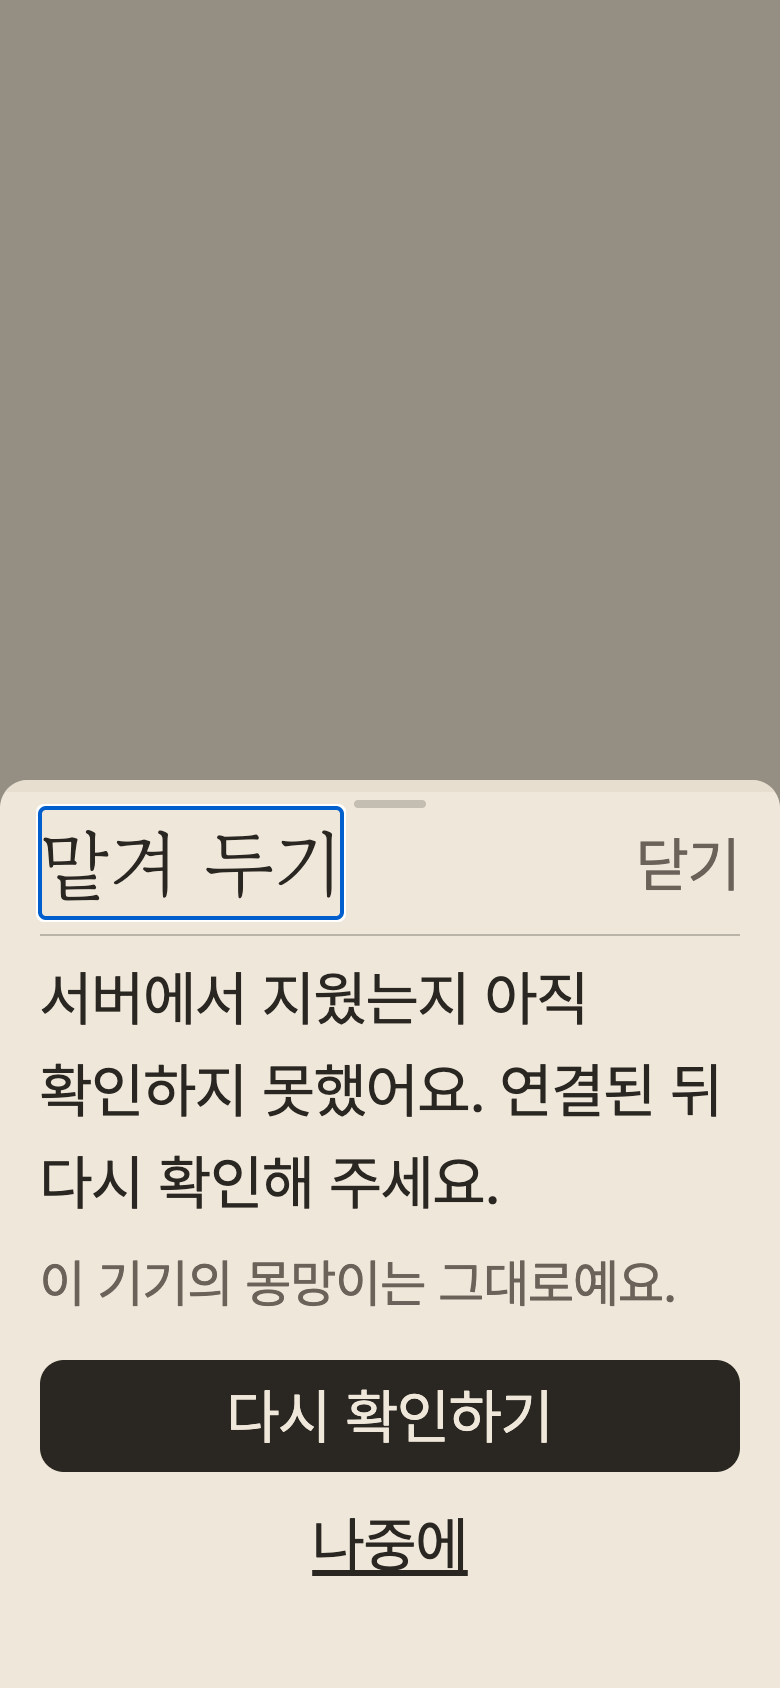 맡겨 두기
닫기
서버에서 지웠는지 아직
확인하지 못했어요. 연결된 뒤
다시 확인해 주세요.
이 기기의 몽망이는 그대로예요.
다시 확인하기
나중에